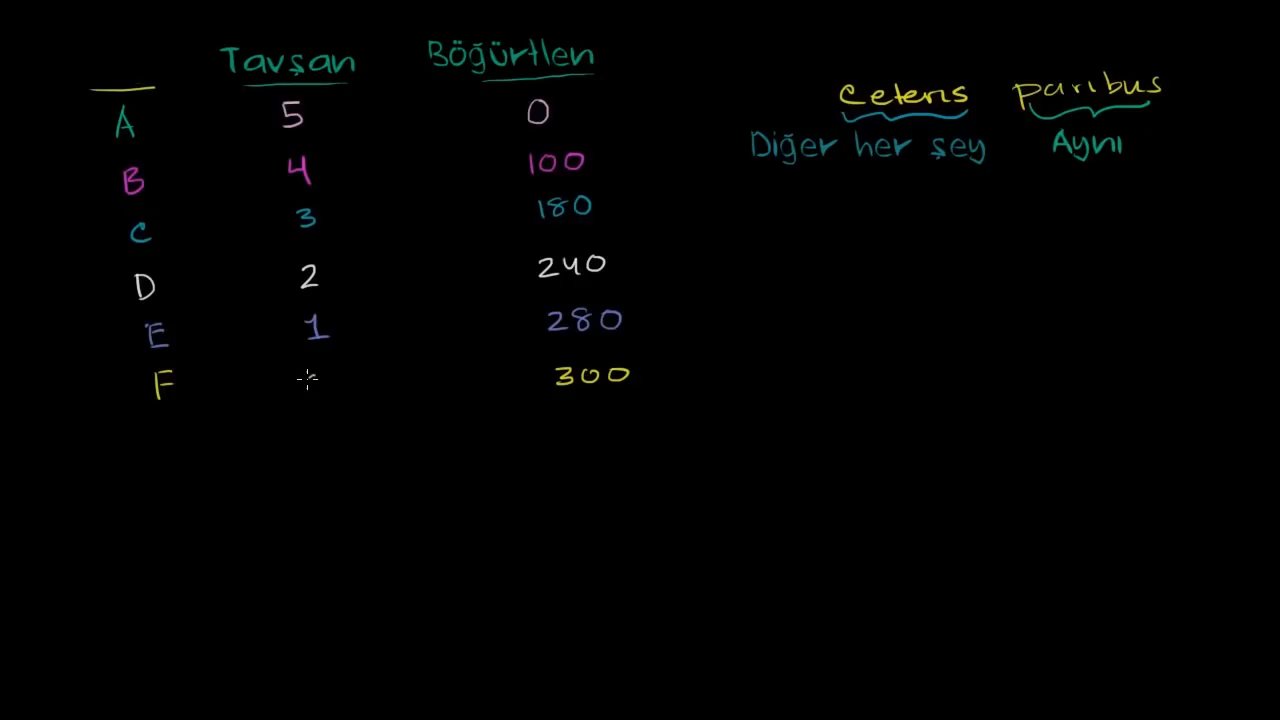 Tavşan Böğürtlen
A 5 0
B 4 100
C 3 180
D 2 240
E 1 280
F 300
Ceteris paribus
Diğer her şey Aynı